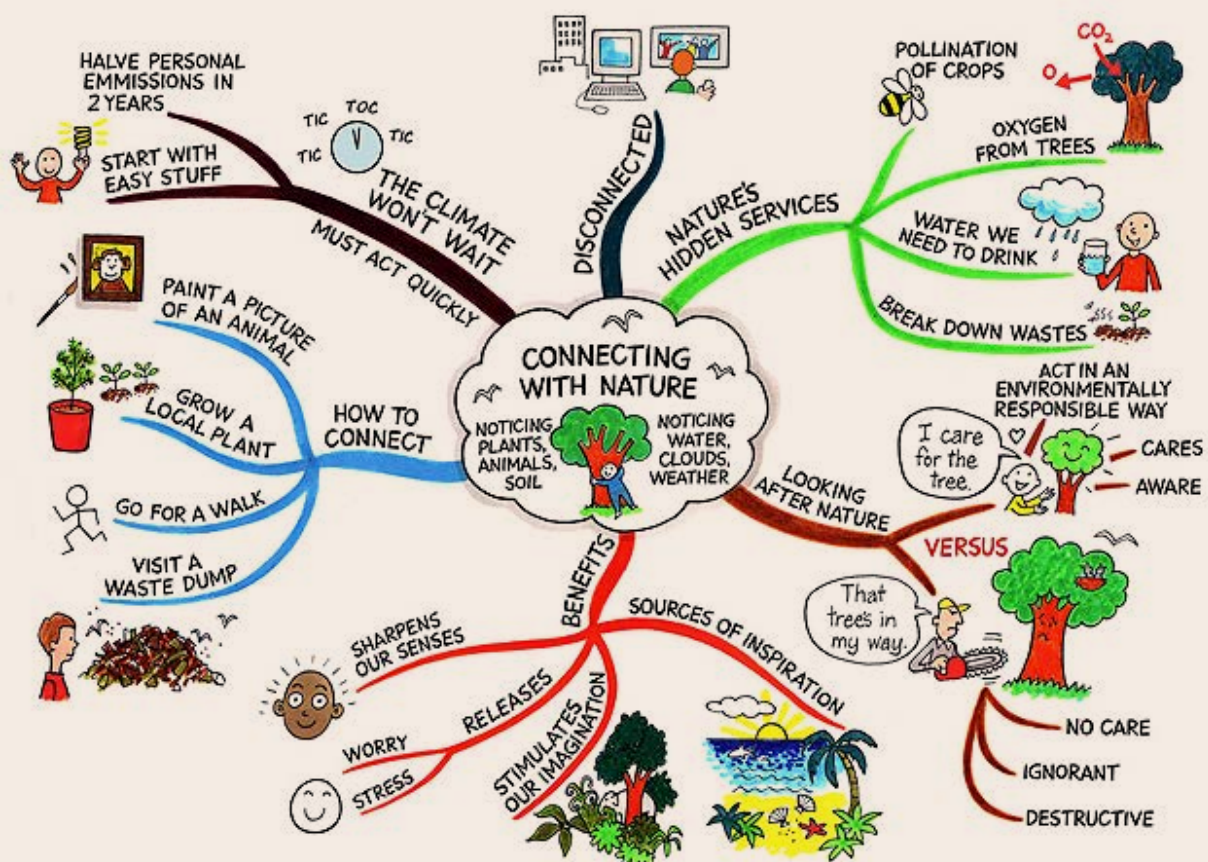 CONNECTING
WITH NATURE
NOTICING
PLANTS,
ANIMALS,
SOIL
NOTICING
WATER,
CLOUDS,
WEATHER
DISCONNECTED
NATURE'S
HIDDEN SERVICES
POLLINATION
OF CROPS
CO₂
O
OXYGEN
FROM TREES
WATER WE
NEED TO DRINK
BREAK DOWN WASTES
LOOKING
AFTER NATURE
ACT IN AN
ENVIRONMENTALLY
RESPONSIBLE WAY
I care
for the
tree.
CARES
AWARE
VERSUS
That
tree's in
my way.
NO CARE
IGNORANT
DESTRUCTIVE
BENEFITS
SOURCES OF INSPIRATION
STIMULATES
OUR IMAGINATION
RELEASES
WORRY
STRESS
SHARPENS
OUR SENSES
HOW TO
CONNECT
PAINT A PICTURE
OF AN ANIMAL
GROW A
LOCAL PLANT
GO FOR A WALK
VISIT A
WASTE DUMP
THE CLIMATE
WON'T WAIT
MUST ACT QUICKLY
TIC
TIC
TOC
TIC
HALVE PERSONAL
EMMISSIONS IN
2 YEARS
START WITH
EASY STUFF